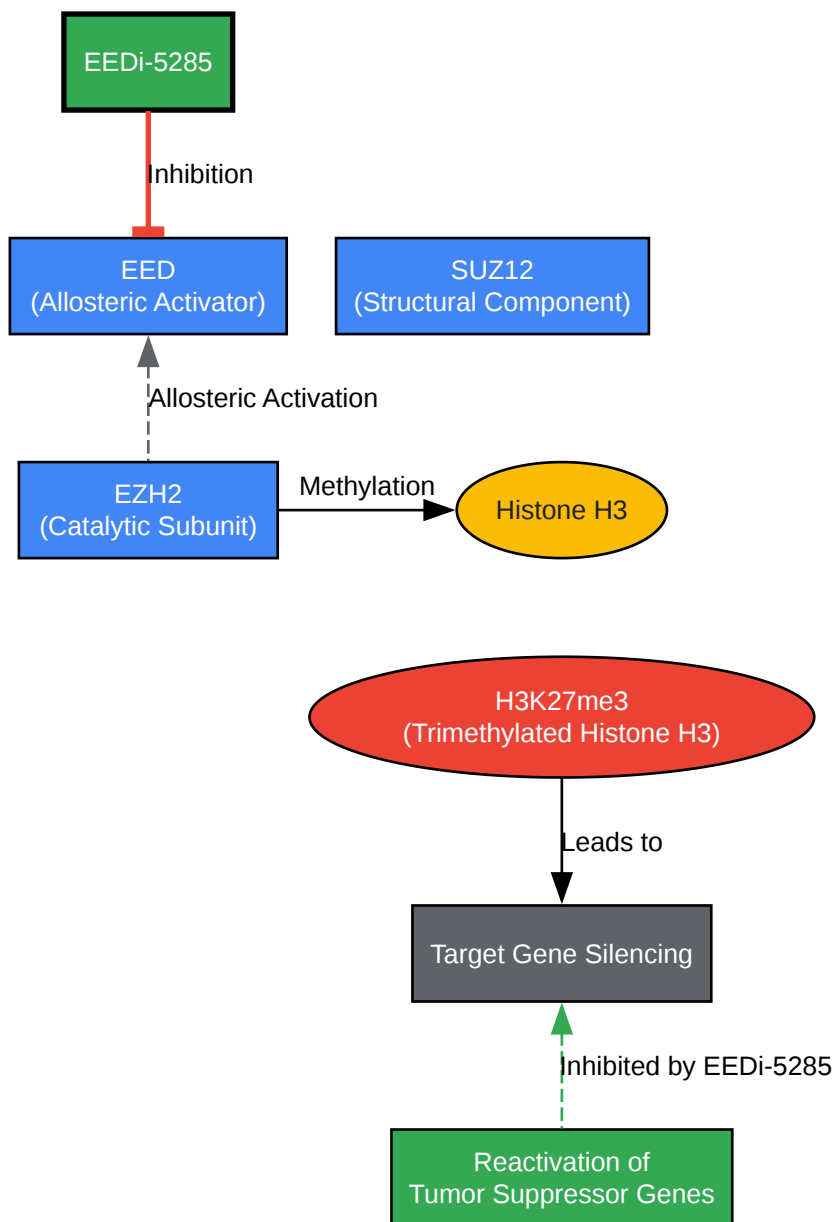 EEDi-5285
Inhibition
EED
(Allosteric Activator)
SUZ12
(Structural Component)
Allosteric Activation
EZH2
(Catalytic Subunit)
Methylation
Histone H3
H3K27me3
(Trimethylated Histone H3)
Leads to
Target Gene Silencing
Inhibited by EEDi-5285
Reactivation of
Tumor Suppressor Genes